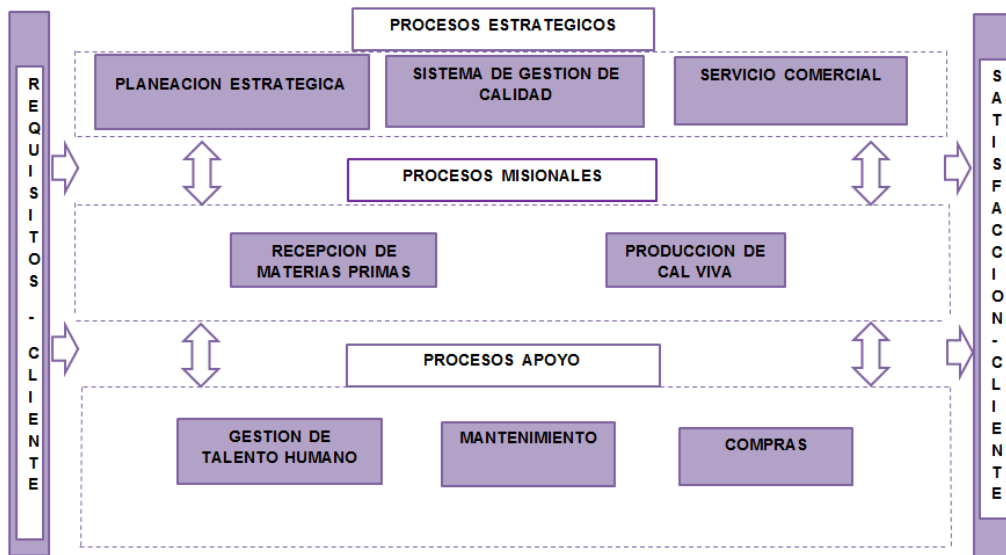 PROCESOS ESTRATEGICOS
PLANEACION ESTRATEGICA
SISTEMA DE GESTION DE
CALIDAD
SERVICIO COMERCIAL
REQUISITOS - CLIENTE
PROCESOS MISIONALES
RECEPCION DE
MATERIAS PRIMAS
PRODUCCION DE
CAL VIVA
PROCESOS APOYO
GESTION DE
TALENTO HUMANO
MANTENIMIENTO
COMPRAS
SATISFACCION-CLIENTE